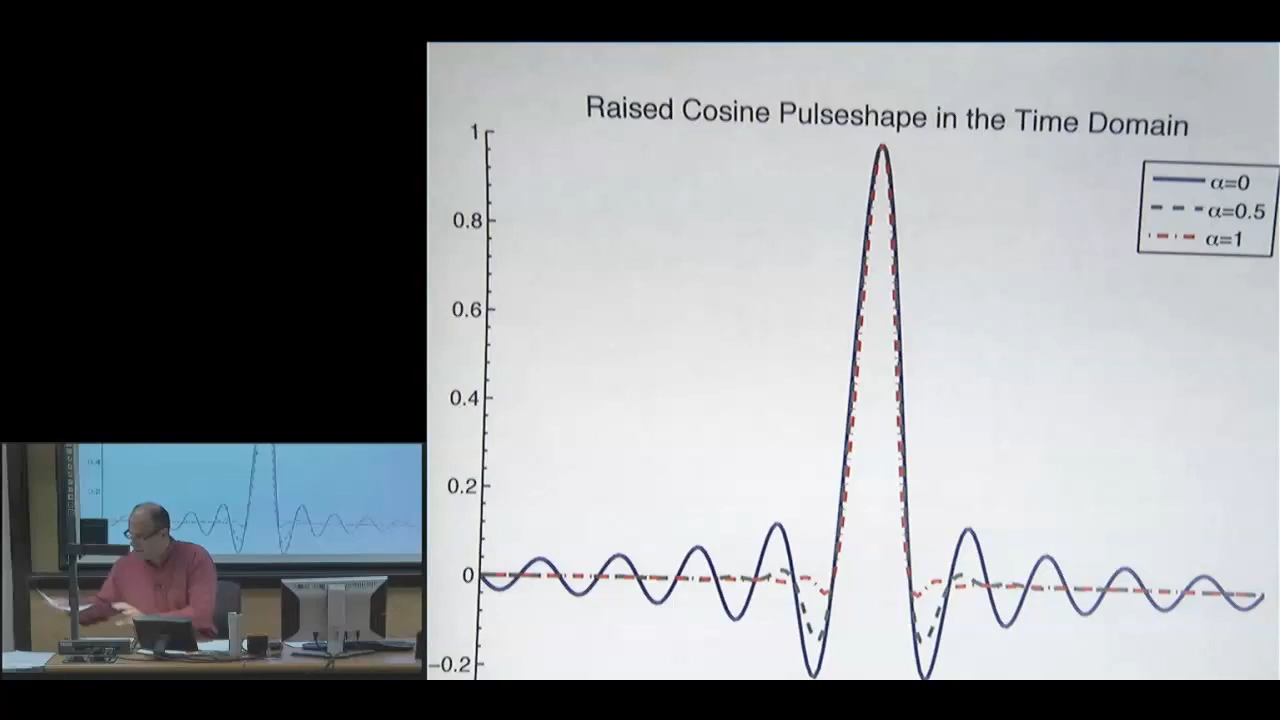 Raised Cosine Pulseshape in the Time Domain
1
α=0
α=0.5
α=1
0.8
0.6
0.4
0.2
0
−0.2